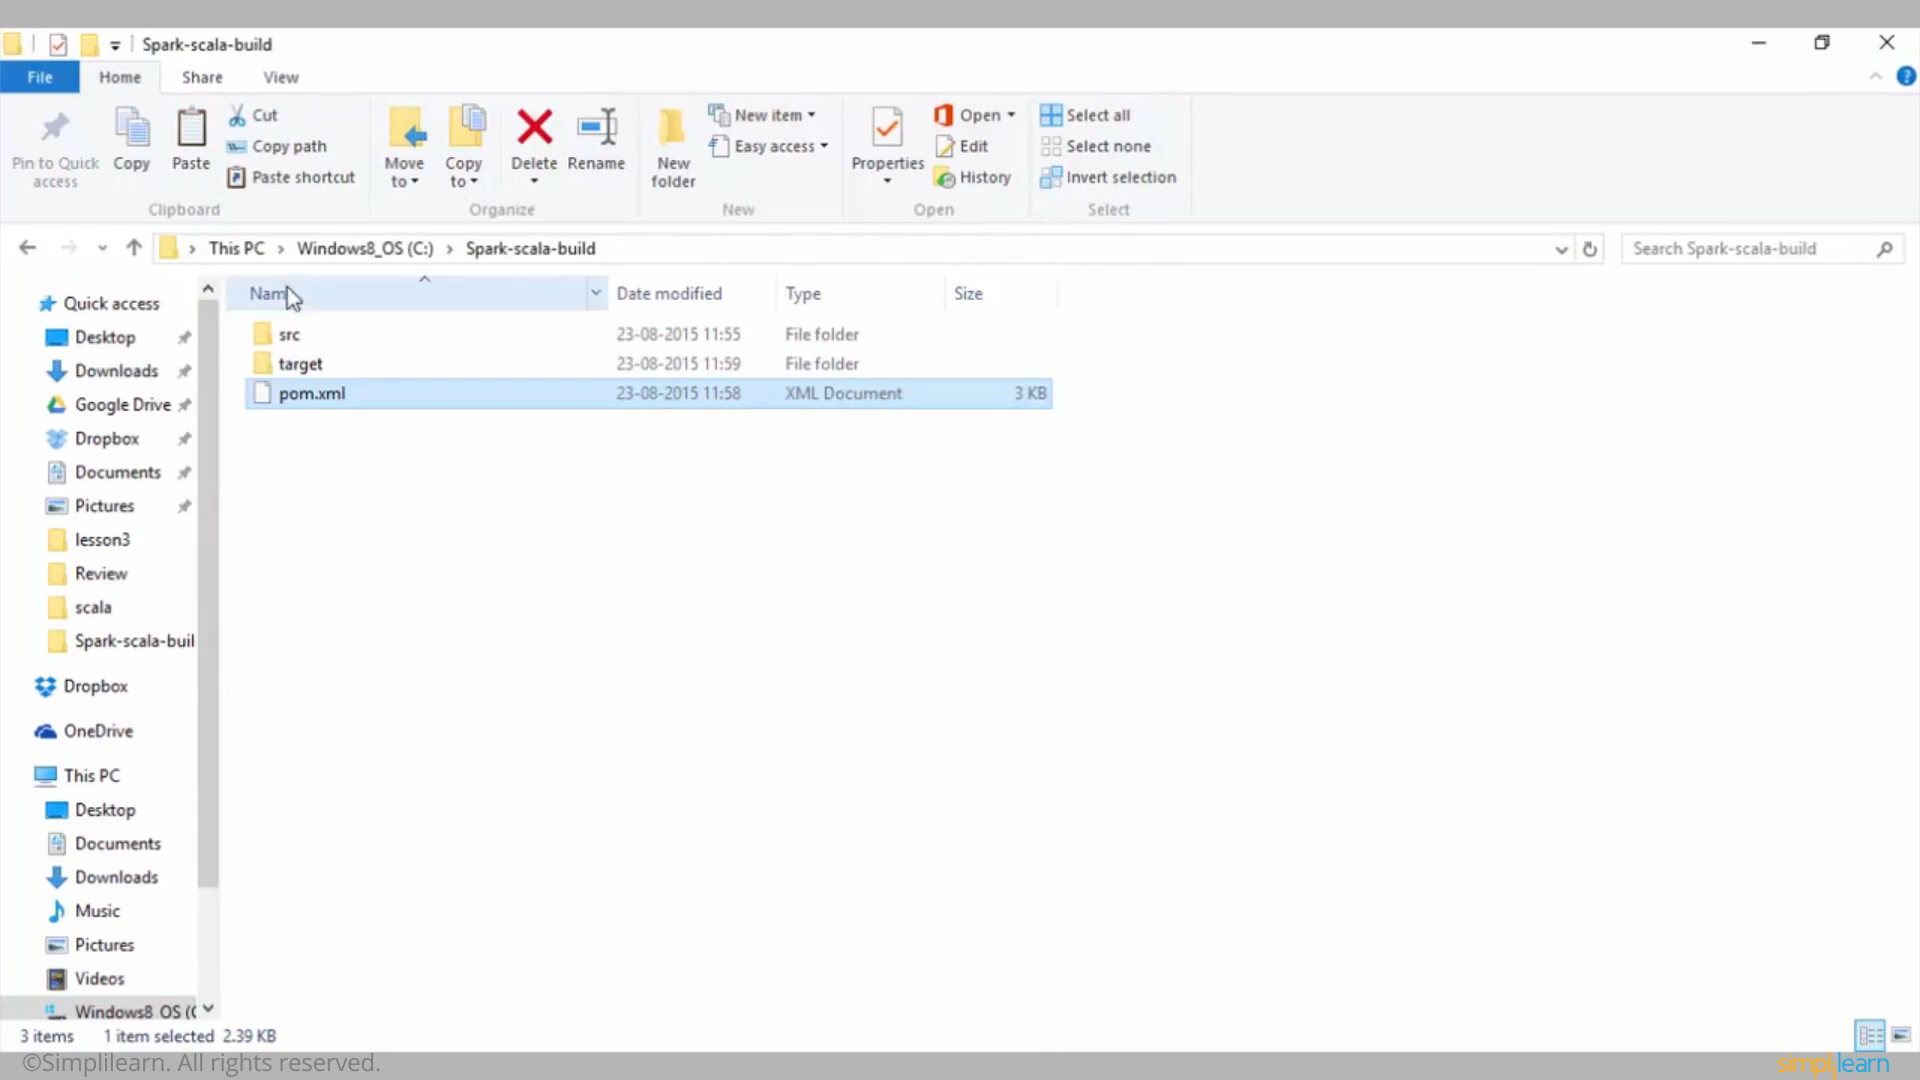 Spark-scala-build
File Home Share View
Pin to Quick access
Copy
Paste
Cut
Copy path
Paste shortcut
Clipboard
Move to
Copy to
Delete
Rename
Organize
New folder
New item
Easy access
New
Properties
Open
Edit
History
Open
Select all
Select none
Invert selection
Select
This PC > Windows8_OS (C:) > Spark-scala-build
Search Spark-scala-build
Name Date modified Type Size
src 23-08-2015 11:55 File folder
target 23-08-2015 11:59 File folder
pom.xml 23-08-2015 11:58 XML Document 3 KB
Quick access
Desktop
Downloads
Google Drive
Dropbox
Documents
Pictures
lesson3
Review
scala
Spark-scala-buil
Dropbox
OneDrive
This PC
Desktop
Documents
Downloads
Music
Pictures
Videos
Windows8_OS (C
3 items 1 item selected 2.39 KB
©Simplilearn. All rights reserved.
simplilearn